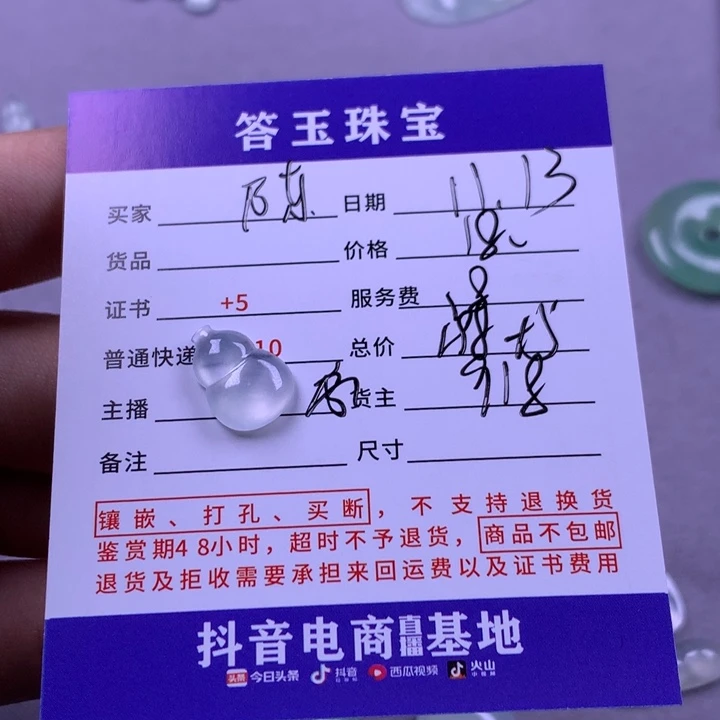 答玉珠宝
买家 陈 日期 11.13
货品 价格 18
证书 +5 服务费
普通快递 10 总价
主播 货主 918
备注 尺寸
镶嵌、打孔、买断，不支持退换货
鉴赏期48小时，超时不予退货，商品不包邮
退货及拒收需要承担来回运费以及证书费用
抖音电商直播基地
头条 今日头条 抖音 西瓜视频 火山